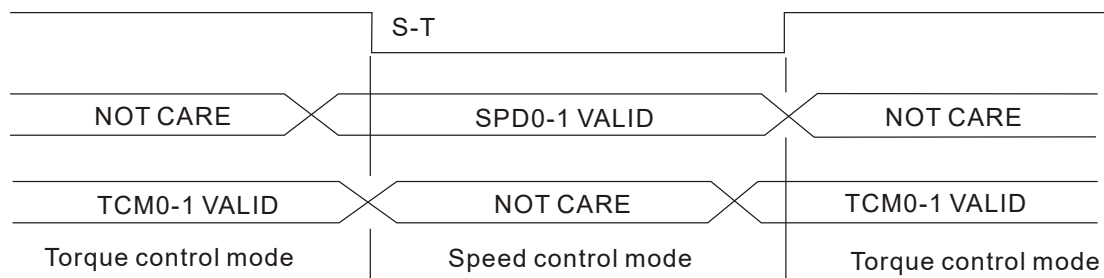 S-T
NOT CARE SPD0-1 VALID NOT CARE
TCM0-1 VALID NOT CARE TCM0-1 VALID
Torque control mode Speed control mode Torque control mode